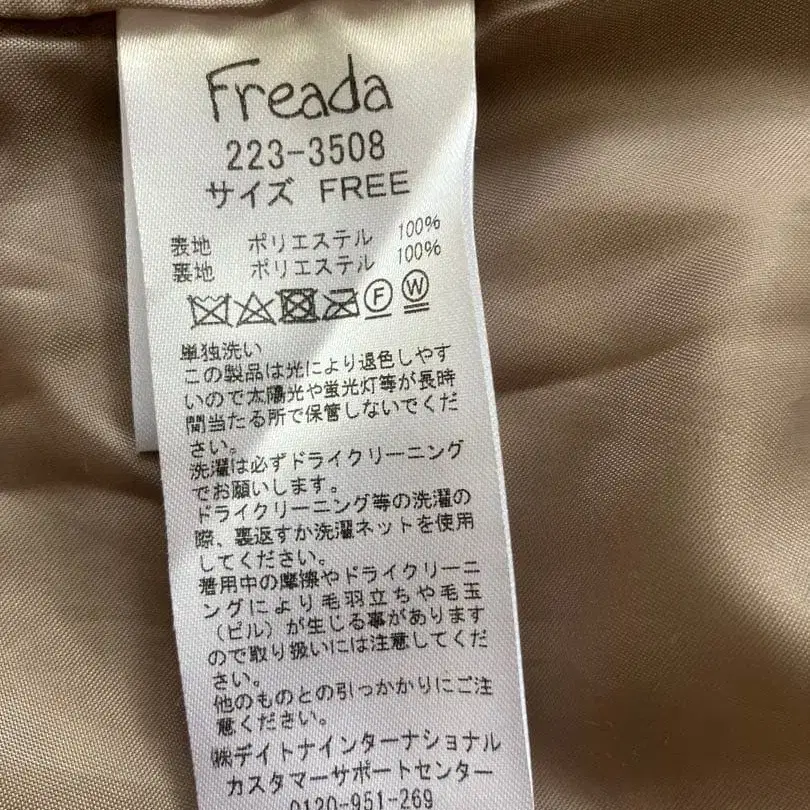 Freada
223-3508
サイズ FREE
表地 ポリエステル 100%
裏地 ポリエステル 100%
F W
単独洗い
この製品は光により退色しやす
いので太陽光や蛍光灯等が長時
間当たる所で保管しないでくだ
さい。
洗濯は必ずドライクリーニング
でお願いします。
ドライクリーニング等の洗濯の
際、裏返すか洗濯ネットを使用
してください。
着用中の摩擦やドライクリーニ
ングにより毛羽立ちや毛玉
（ピル）が生じる事があります
ので取り扱いには注意してくだ
さい。
他のものとの引っかかりにご注
意ください。
㈱デイトナインターナショナル
カスタマーサポートセンター
0120-951-269